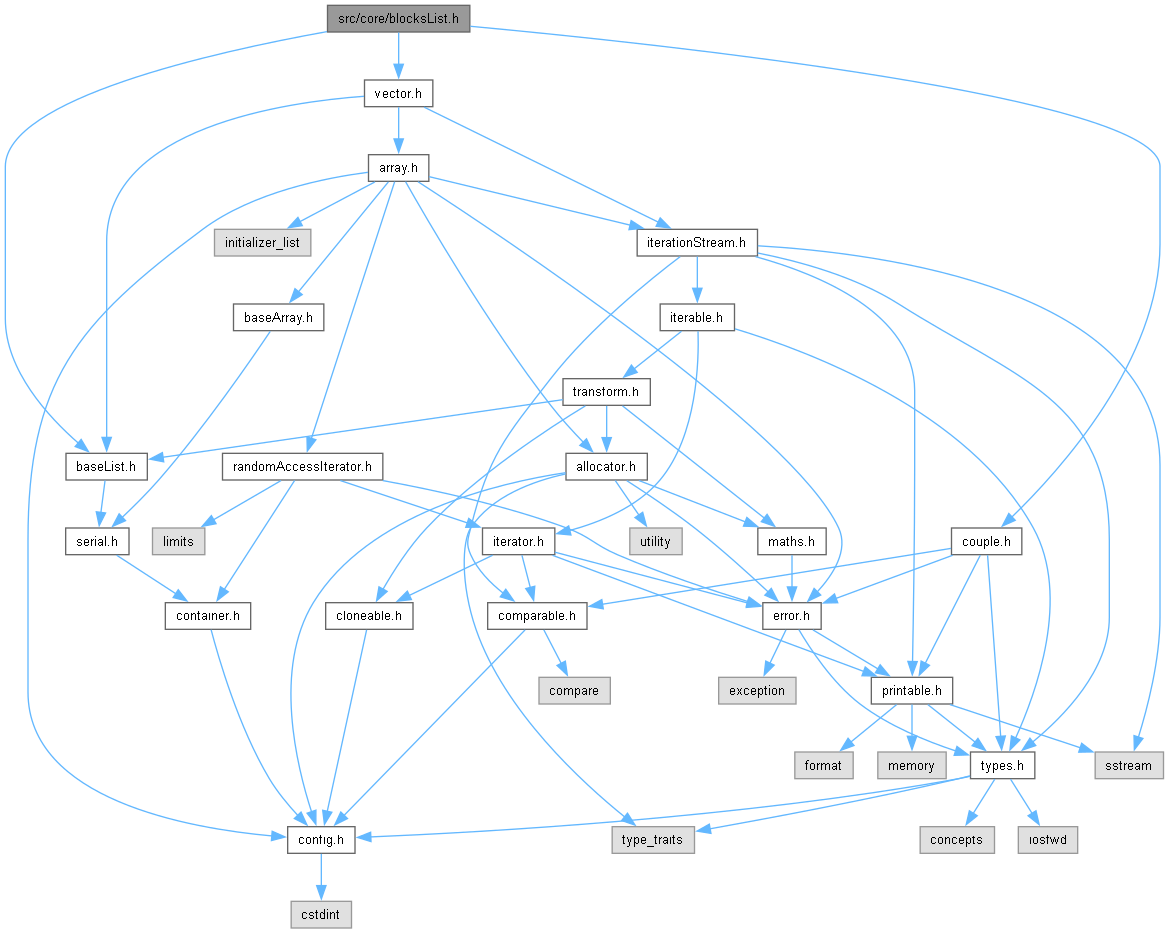 src/core/blocksList.h
vector.h
array.h
initializer_list
iterationStream.h
baseArray.h
iterable.h
transform.h
baseList.h
randomAccessIterator.h
allocator.h
serial.h
limits
iterator.h
utility
maths.h
couple.h
container.h
cloneable.h
comparable.h
error.h
compare
exception
printable.h
format
memory
types.h
sstream
config.h
type_traits
concepts
iosfwd
cstdint